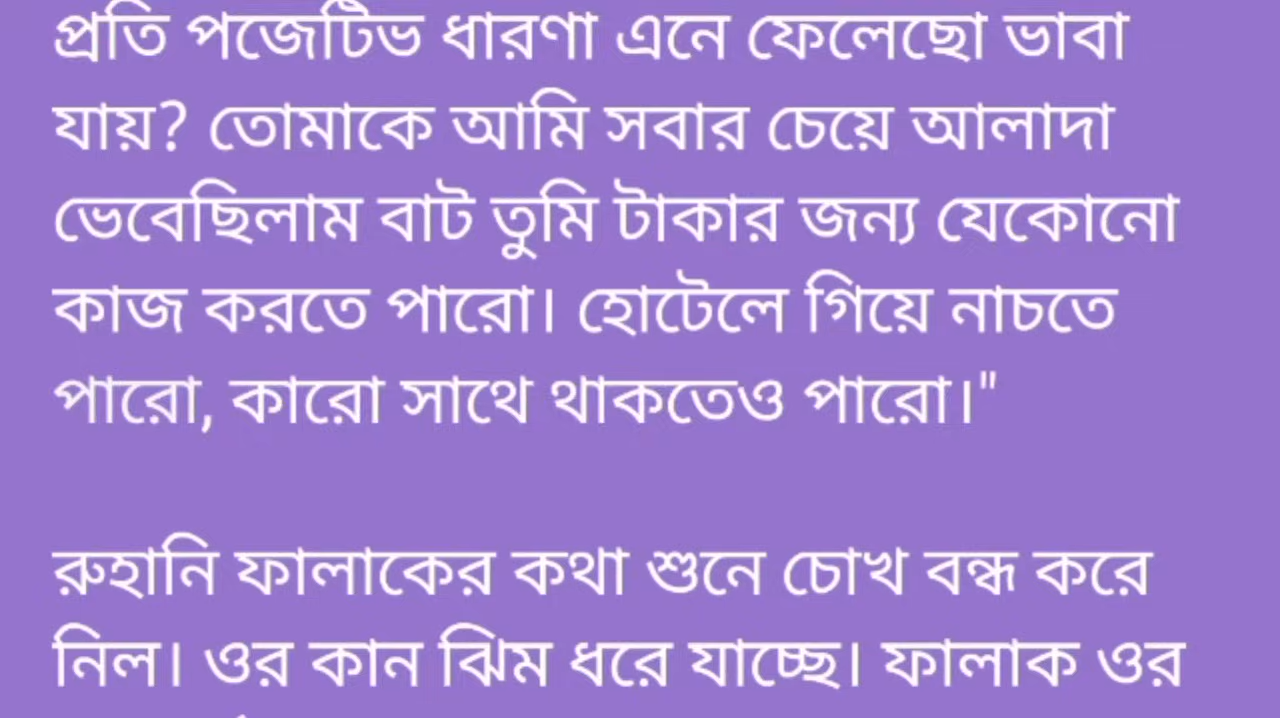 প্রতি পজেটিভ ধারণা এনে ফেলেছো ভাবা
যায়? তোমাকে আমি সবার চেয়ে আলাদা
ভেবেছিলাম বাট তুমি টাকার জন্য যেকোনো
কাজ করতে পারো। হোটেলে গিয়ে নাচতে
পারো, কারো সাথে থাকতেও পারো।"
রুহানি ফালাকের কথা শুনে চোখ বন্ধ করে
নিল। ওর কান ঝিম ধরে যাচ্ছে। ফালাক ওর